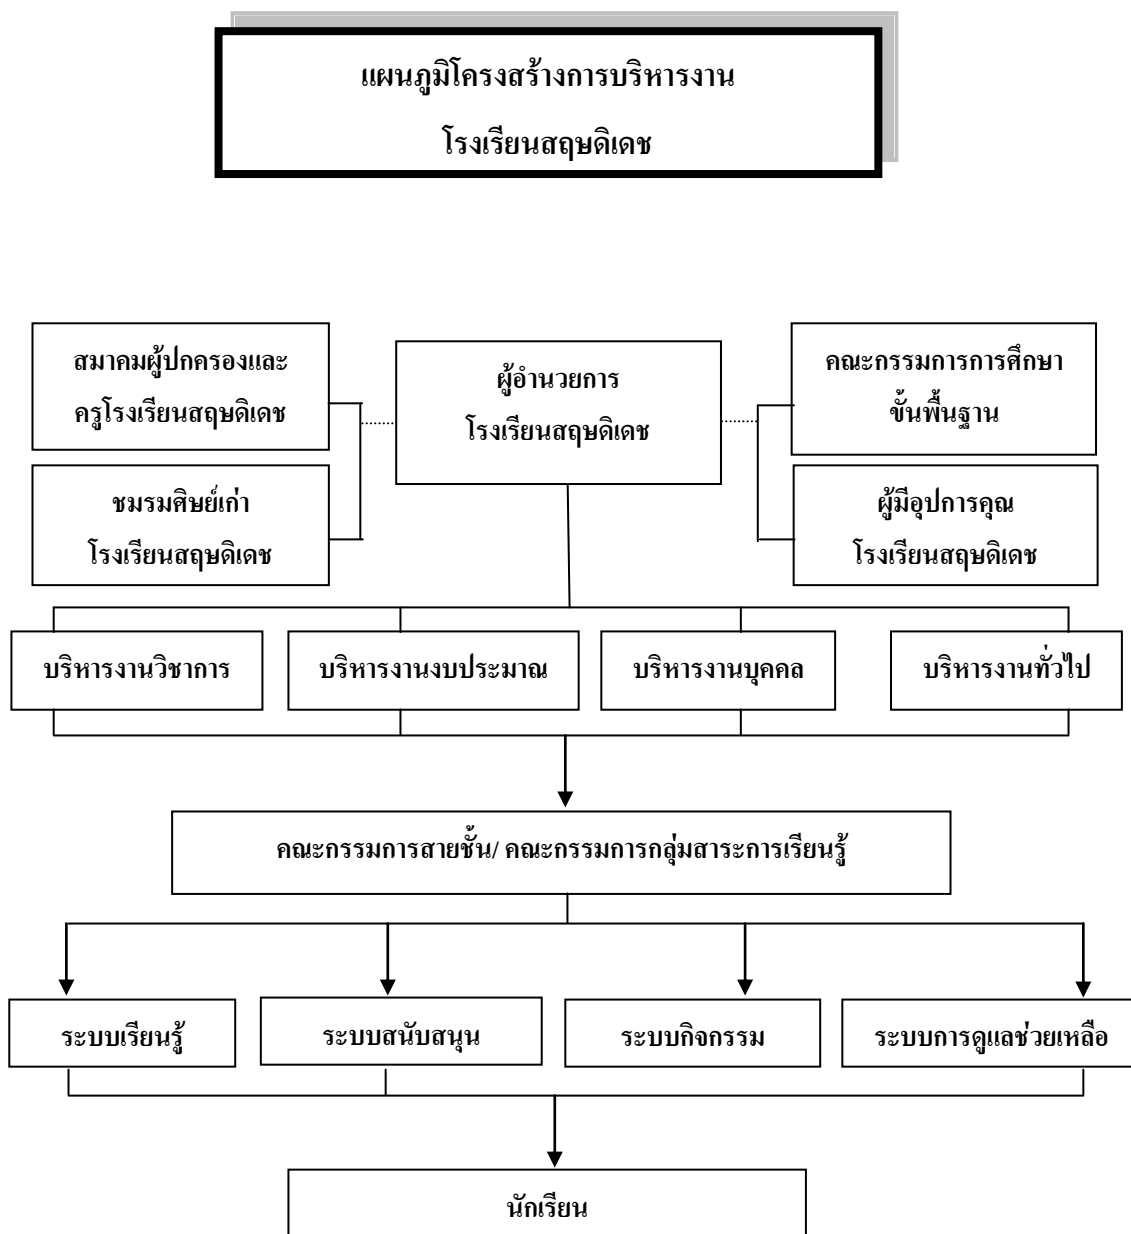 แผนภูมิโครงสร้างการบริหารงาน
โรงเรียนสฤษดิเดช
สมาคมผู้ปกครองและ
ครูโรงเรียนสฤษดิเดช
ผู้อำนวยการ
โรงเรียนสฤษดิเดช
คณะกรรมการการศึกษา
ขั้นพื้นฐาน
ชมรมศิษย์เก่า
โรงเรียนสฤษดิเดช
ผู้มีอุปการคุณ
โรงเรียนสฤษดิเดช
บริหารงานวิชาการ
บริหารงานงบประมาณ
บริหารงานบุคคล
บริหารงานทั่วไป
คณะกรรมการสายชั้น/ คณะกรรมการกลุ่มสาระการเรียนรู้
ระบบเรียนรู้
ระบบสนับสนุน
ระบบกิจกรรม
ระบบการดูแลช่วยเหลือ
นักเรียน